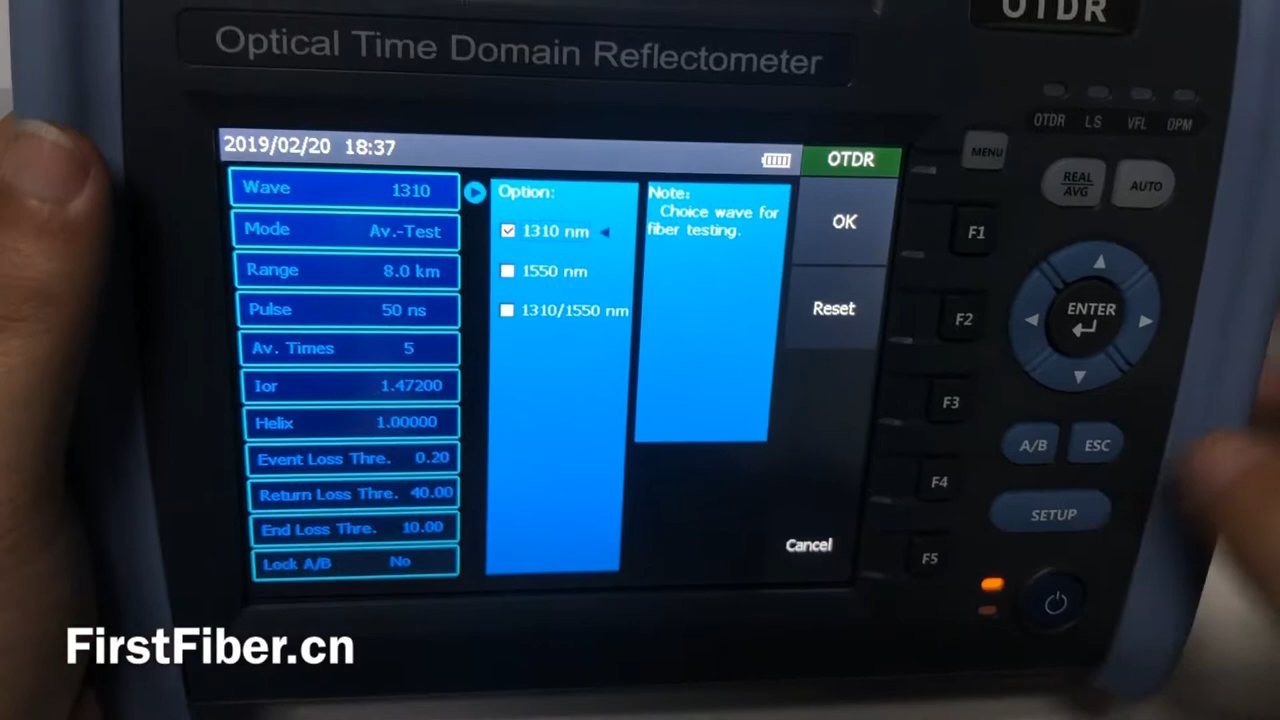 OTDR
Optical Time Domain Reflectometer
OTDR LS VFL OPM
2019/02/20 18:37
OTDR
MENU
REAL
AVG
AUTO
Wave 1310
Mode Av.-Test
Range 8.0 km
Pulse 50 ns
Av. Times 5
Ior 1.47200
Helix 1.00000
Event Loss Thre. 0.20
Return Loss Thre. 40.00
End Loss Thre. 10.00
Lock A/B No
Option:
1310 nm
1550 nm
1310/1550 nm
Note:
Choice wave for
fiber testing.
OK
Reset
Cancel
F1
F2
F3
F4
F5
ENTER
A/B
ESC
SETUP
FirstFiber.cn